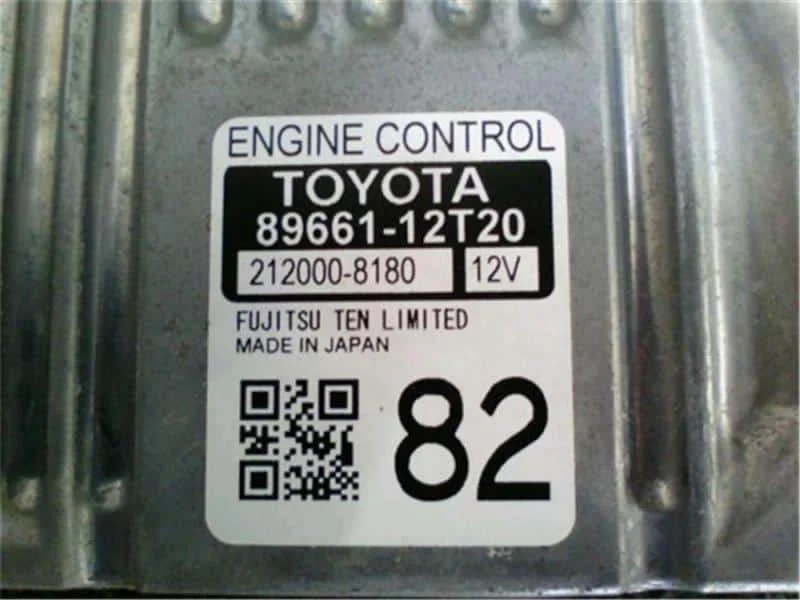 ENGINE CONTROL
TOYOTA
89661-12T20
212000-8180 12V
FUJITSU TEN LIMITED
MADE IN JAPAN
82